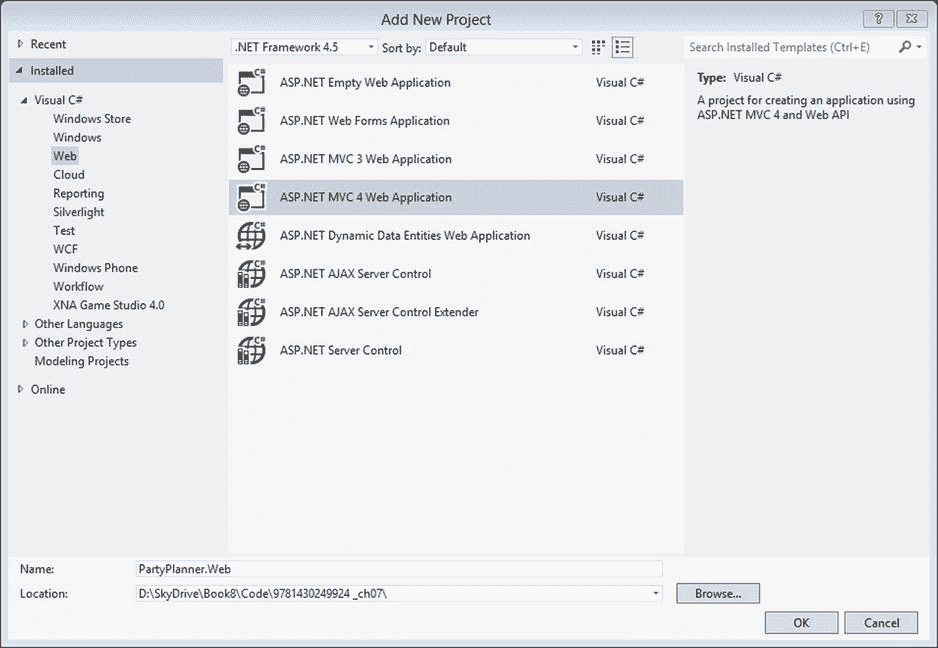 Add New Project
?
Recent
Installed
Visual C#
Windows Store
Windows
Web
Cloud
Reporting
Silverlight
Test
WCF
Windows Phone
Workflow
XNA Game Studio 4.0
Other Languages
Other Project Types
Modeling Projects
Online
.NET Framework 4.5 Sort by: Default
C# ASP.NET Empty Web Application Visual C#
C# ASP.NET Web Forms Application Visual C#
C# ASP.NET MVC 3 Web Application Visual C#
C# ASP.NET MVC 4 Web Application Visual C#
C# ASP.NET Dynamic Data Entities Web Application Visual C#
C# ASP.NET AJAX Server Control Visual C#
C# ASP.NET AJAX Server Control Extender Visual C#
C# ASP.NET Server Control Visual C#
Search Installed Templates (Ctrl+E)
Type: Visual C#
A project for creating an application using
ASP.NET MVC 4 and Web API
Name: PartyPlanner.Web
Location: D:\SkyDrive\Book8\Code\9781430249924 _ch07\
Browse...
OK Cancel